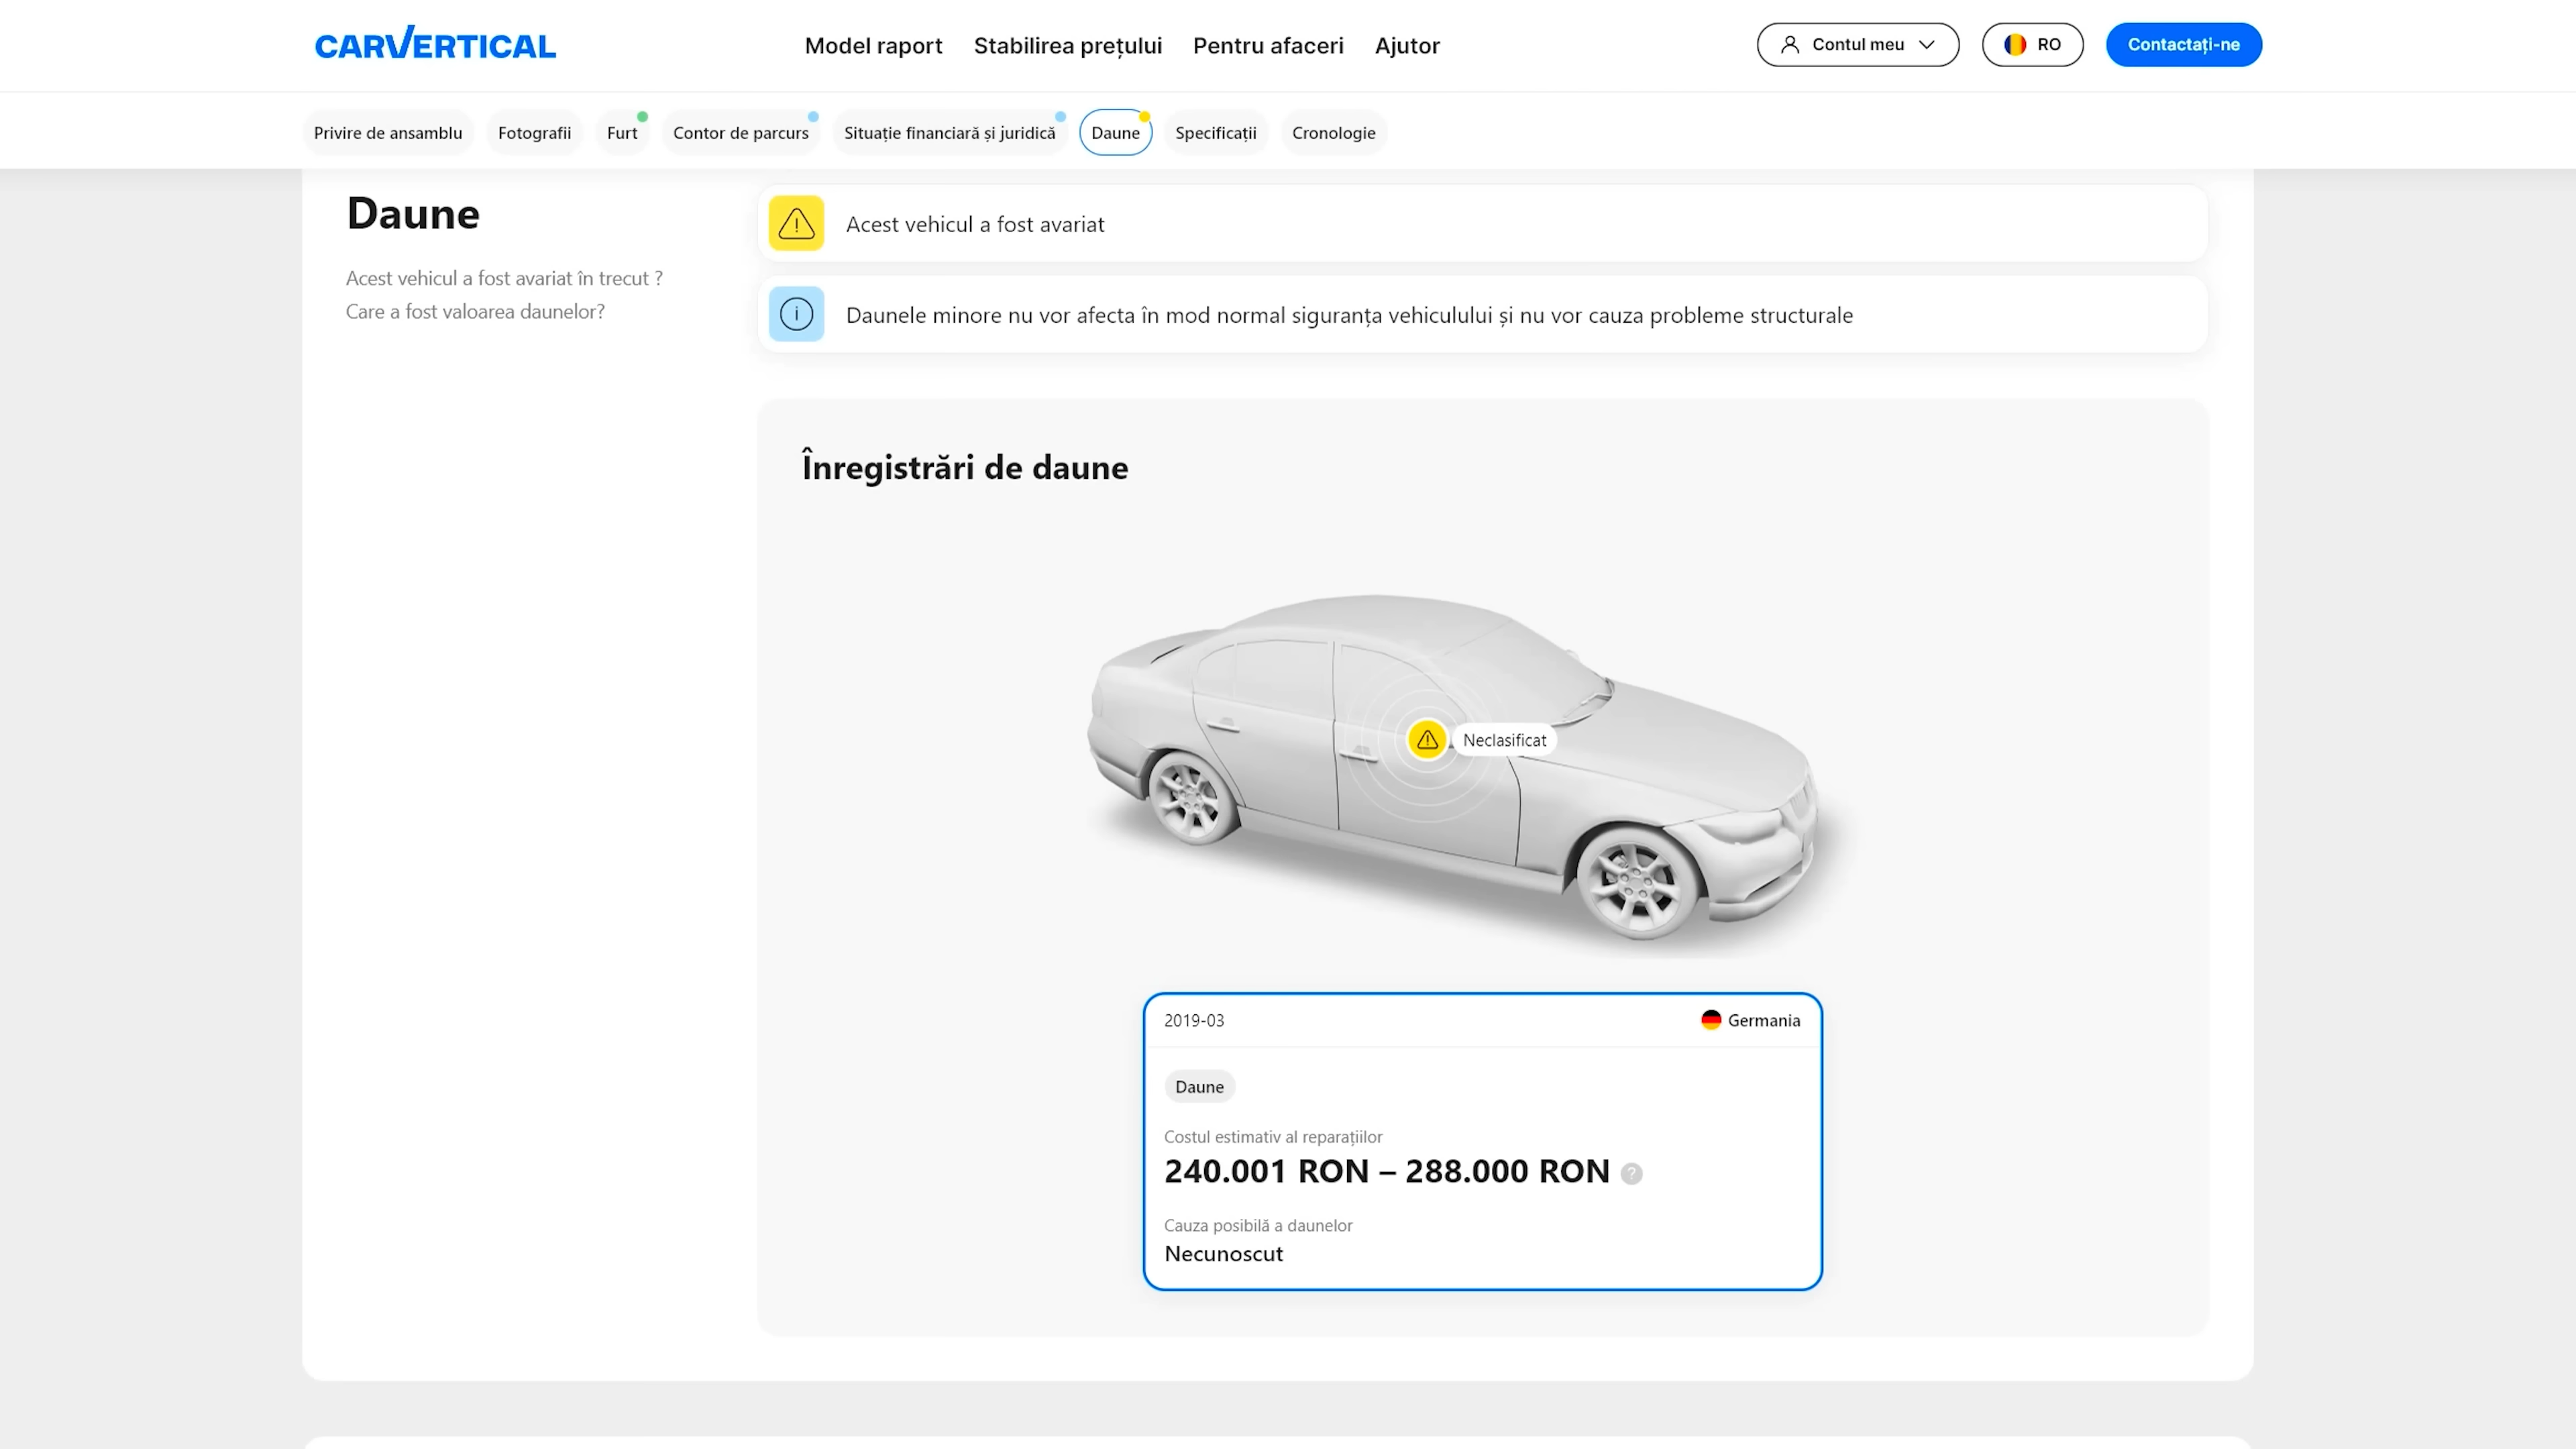 CARVERTICAL
Model raport
Stabilirea prețului
Pentru afaceri
Ajutor
Contul meu
RO
Contactați-ne
Privire de ansamblu
Fotografii
Furt
Contor de parcurs
Situație financiară și juridică
Daune
Specificații
Cronologie
Daune
Acest vehicul a fost avariat în trecut ?
Care a fost valoarea daunelor?
Acest vehicul a fost avariat
Daunele minore nu vor afecta în mod normal siguranța vehiculului și nu vor cauza probleme structurale
Înregistrări de daune
Neclasificat
2019-03
Germania
Daune
Costul estimativ al reparațiilor
240.001 RON – 288.000 RON ?
Cauza posibilă a daunelor
Necunoscut